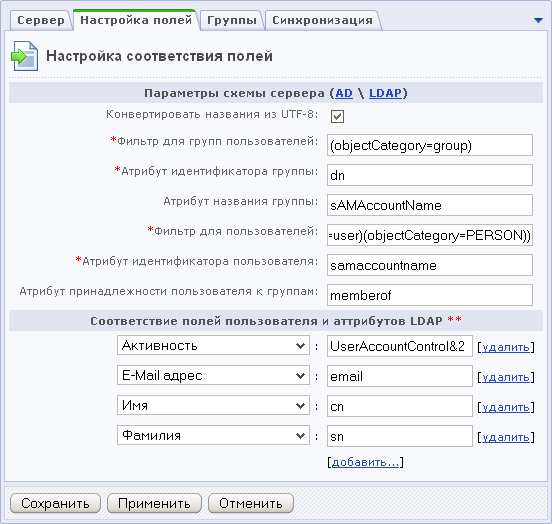 Сервер Настройка полей Группы Синхронизация
Настройка соответствия полей
Параметры схемы сервера (AD \ LDAP)
Конвертировать названия из UTF-8:
*Фильтр для групп пользователей: (objectCategory=group)
*Атрибут идентификатора группы: dn
Атрибут названия группы: sAMAccountName
*Фильтр для пользователей: =user)(objectCategory=PERSON))
*Атрибут идентификатора пользователя: samaccountname
Атрибут принадлежности пользователя к группам: memberof
Соответствие полей пользователя и аттрибутов LDAP **
Активность : UserAccountControl&2 [удалить]
E-Mail адрес : email [удалить]
Имя : cn [удалить]
Фамилия : sn [удалить]
[добавить...]
Сохранить Применить Отменить